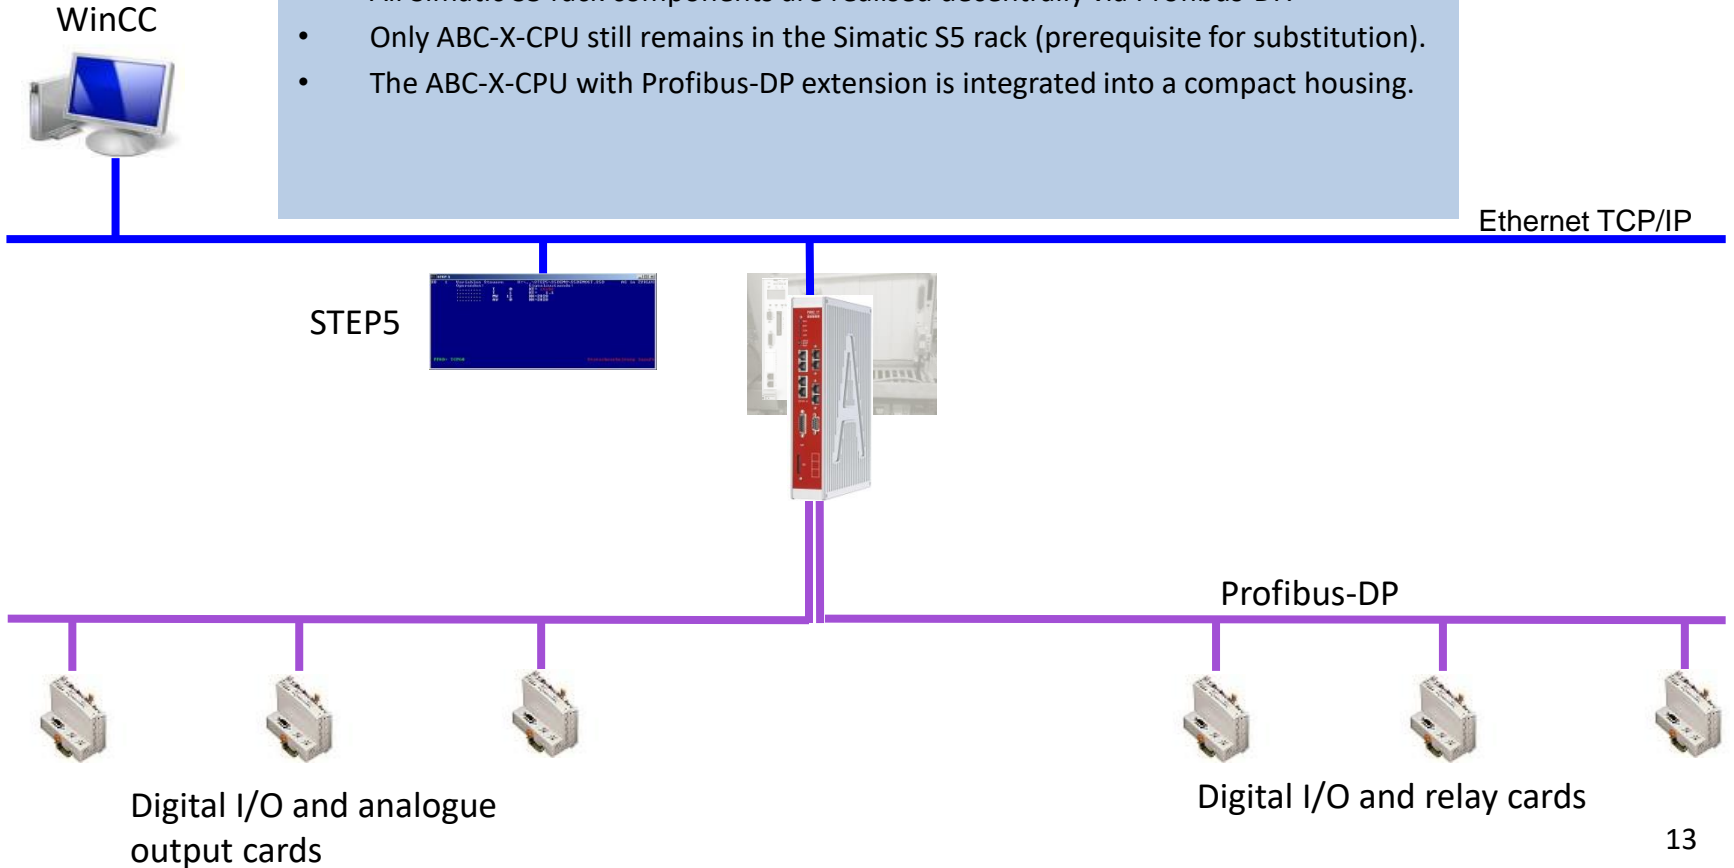 WinCC
• Only ABC-X-CPU still remains in the Simatic S5 rack (prerequisite for substitution).
• The ABC-X-CPU with Profibus-DP extension is integrated into a compact housing.
Ethernet TCP/IP
STEP5
Profibus-DP
Digital I/O and analogue
output cards
Digital I/O and relay cards
13